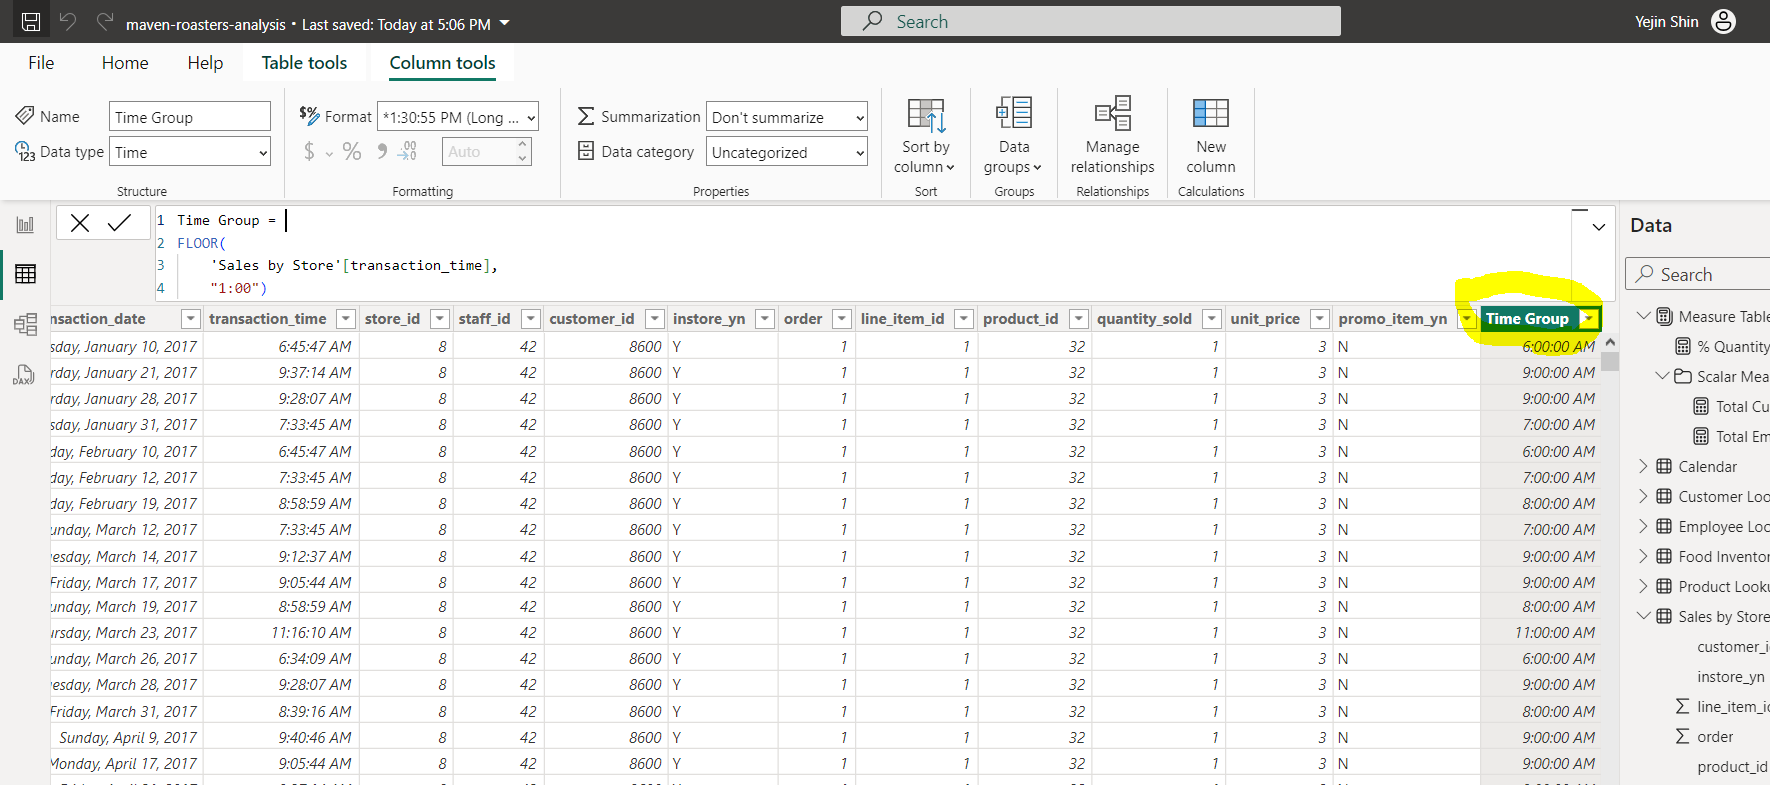 maven-roasters-analysis • Last saved: Today at 5:06 PM
Search
Yejin Shin
File Home Help Table tools Column tools
Name Time Group
Data type Time
Structure
Format *1:30:55 PM (Long ...
$ % Auto
Formatting
Summarization Don't summarize
Data category Uncategorized
Properties
Sort by column
Sort
Data groups
Groups
Manage relationships
Relationships
New column
Calculations
1 Time Group =
2 FLOOR(
3 'Sales by Store'[transaction_time],
4 "1:00")
nsaction_date transaction_time store_id staff_id customer_id instore_yn order line_item_id product_id quantity_sold unit_price promo_item_yn Time Group
sday, January 10, 2017 6:45:47 AM 8 42 8600 Y 1 1 32 1 3 N 6:00:00 AM
rday, January 21, 2017 9:37:14 AM 8 42 8600 Y 1 1 32 1 3 N 9:00:00 AM
rday, January 28, 2017 9:28:07 AM 8 42 8600 Y 1 1 32 1 3 N 9:00:00 AM
sday, January 31, 2017 7:33:45 AM 8 42 8600 Y 1 1 32 1 3 N 7:00:00 AM
day, February 10, 2017 6:45:47 AM 8 42 8600 Y 1 1 32 1 3 N 6:00:00 AM
day, February 12, 2017 7:33:45 AM 8 42 8600 Y 1 1 32 1 3 N 7:00:00 AM
day, February 19, 2017 8:58:59 AM 8 42 8600 Y 1 1 32 1 3 N 8:00:00 AM
unday, March 12, 2017 7:33:45 AM 8 42 8600 Y 1 1 32 1 3 N 7:00:00 AM
uesday, March 14, 2017 9:12:37 AM 8 42 8600 Y 1 1 32 1 3 N 9:00:00 AM
Friday, March 17, 2017 9:05:44 AM 8 42 8600 Y 1 1 32 1 3 N 9:00:00 AM
unday, March 19, 2017 8:58:59 AM 8 42 8600 Y 1 1 32 1 3 N 8:00:00 AM
ursday, March 23, 2017 11:16:10 AM 8 42 8600 Y 1 1 32 1 3 N 11:00:00 AM
unday, March 26, 2017 6:34:09 AM 8 42 8600 Y 1 1 32 1 3 N 6:00:00 AM
uesday, March 28, 2017 9:28:07 AM 8 42 8600 Y 1 1 32 1 3 N 9:00:00 AM
Friday, March 31, 2017 8:39:16 AM 8 42 8600 Y 1 1 32 1 3 N 8:00:00 AM
Sunday, April 9, 2017 9:40:46 AM 8 42 8600 Y 1 1 32 1 3 N 9:00:00 AM
Monday, April 17, 2017 9:05:44 AM 8 42 8600 Y 1 1 32 1 3 N 9:00:00 AM
Data
Search
Measure Table
% Quantity
Scalar Mea
Total Cu
Total Em
Calendar
Customer Loo
Employee Loo
Food Inventor
Product Looku
Sales by Store
customer_i
instore_yn
line_item_i
order
product_id